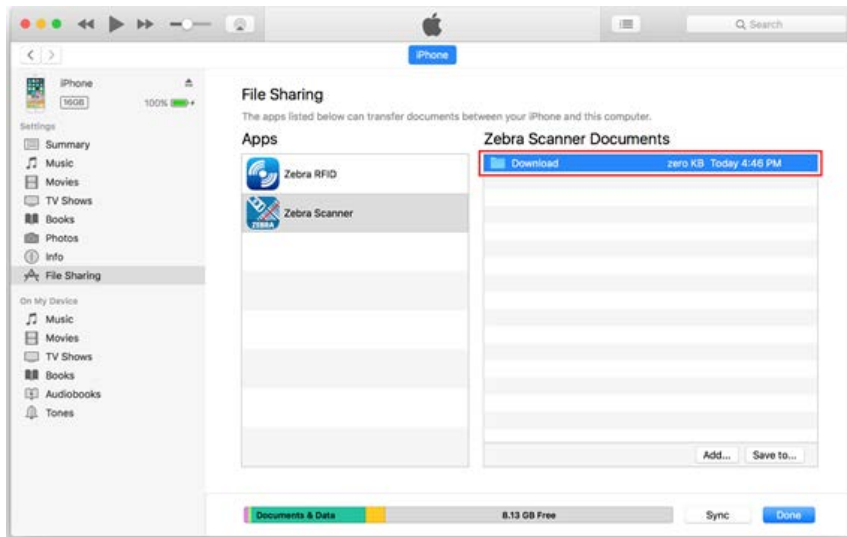 Search
iPhone
iPhone
16GB 100%
Settings
Summary
Music
Movies
TV Shows
Books
Photos
Info
File Sharing
On My Device
Music
Movies
TV Shows
Books
Audiobooks
Tones
File Sharing
The apps listed below can transfer documents between your iPhone and this computer.
Apps
Zebra RFID
ZEBRA
Zebra Scanner
Zebra Scanner Documents
Download zero KB Today 4:46 PM
Add... Save to...
Documents & Data 8.13 GB Free Sync Done